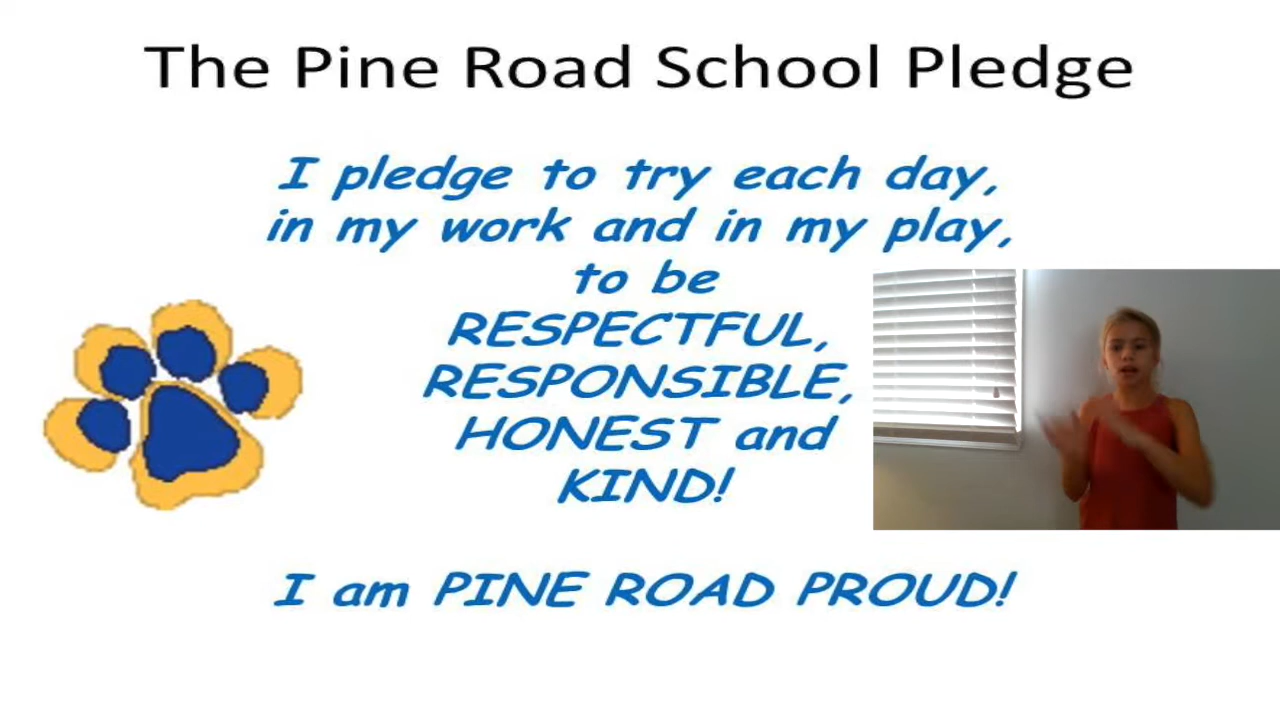 The Pine Road School Pledge
I pledge to try each day,
in my work and in my play,
to be
RESPECTFUL,
RESPONSIBLE,
HONEST and
KIND!
I am PINE ROAD PROUD!